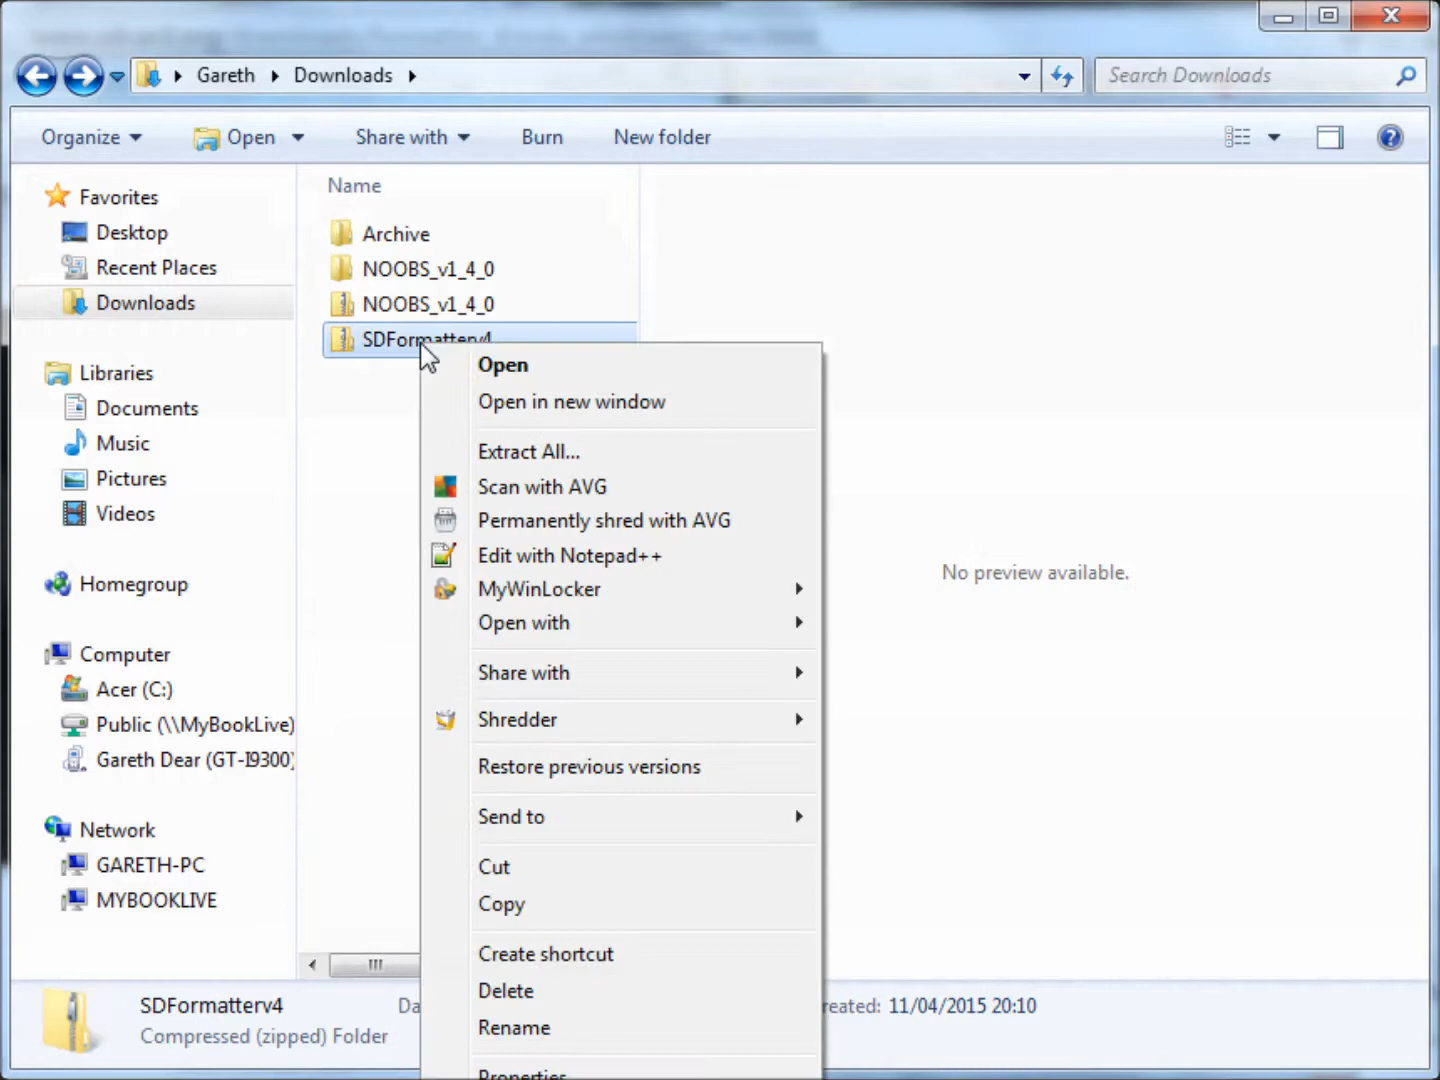 Gareth Downloads
Search Downloads
Organize Open Share with Burn New folder
Name
Favorites
Desktop
Recent Places
Downloads
Libraries
Documents
Music
Pictures
Videos
Homegroup
Computer
Acer (C:)
Public (\\MyBookLive)
Gareth Dear (GT-I9300)
Network
GARETH-PC
MYBOOKLIVE
Archive
NOOBS_v1_4_0
NOOBS_v1_4_0
SDFormatterv4
Open
Open in new window
Extract All...
Scan with AVG
Permanently shred with AVG
Edit with Notepad++
MyWinLocker
Open with
Share with
Shredder
Restore previous versions
Send to
Cut
Copy
Create shortcut
Delete
Rename
Properties
No preview available.
SDFormatterv4 Da reated: 11/04/2015 20:10
Compressed (zipped) Folder